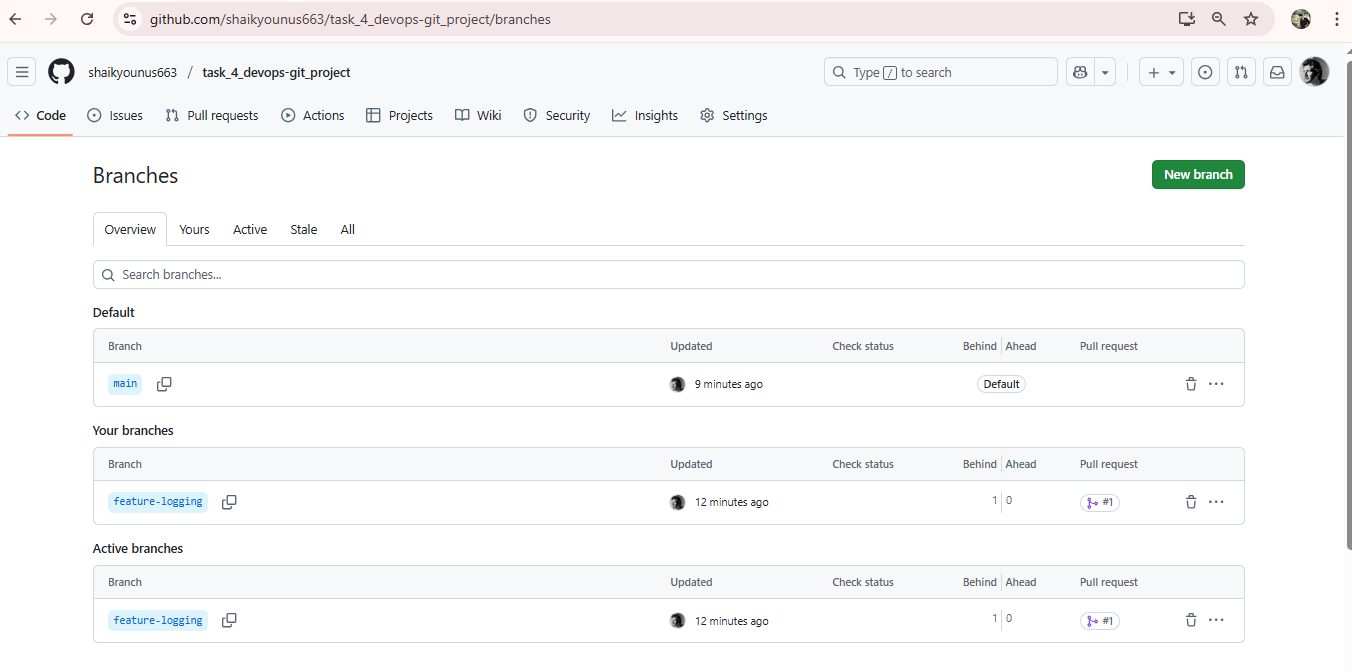 github.com/shaikyounus663/task_4_devops-git_project/branches
shaikyounus663 / task_4_devops-git_project
Type / to search
Code Issues Pull requests Actions Projects Wiki Security Insights Settings
Branches
New branch
Overview Yours Active Stale All
Search branches...
Default
Branch Updated Check status Behind Ahead Pull request
main 9 minutes ago Default
Your branches
Branch Updated Check status Behind Ahead Pull request
feature-logging 12 minutes ago 1 0 #1
Active branches
Branch Updated Check status Behind Ahead Pull request
feature-logging 12 minutes ago 1 0 #1